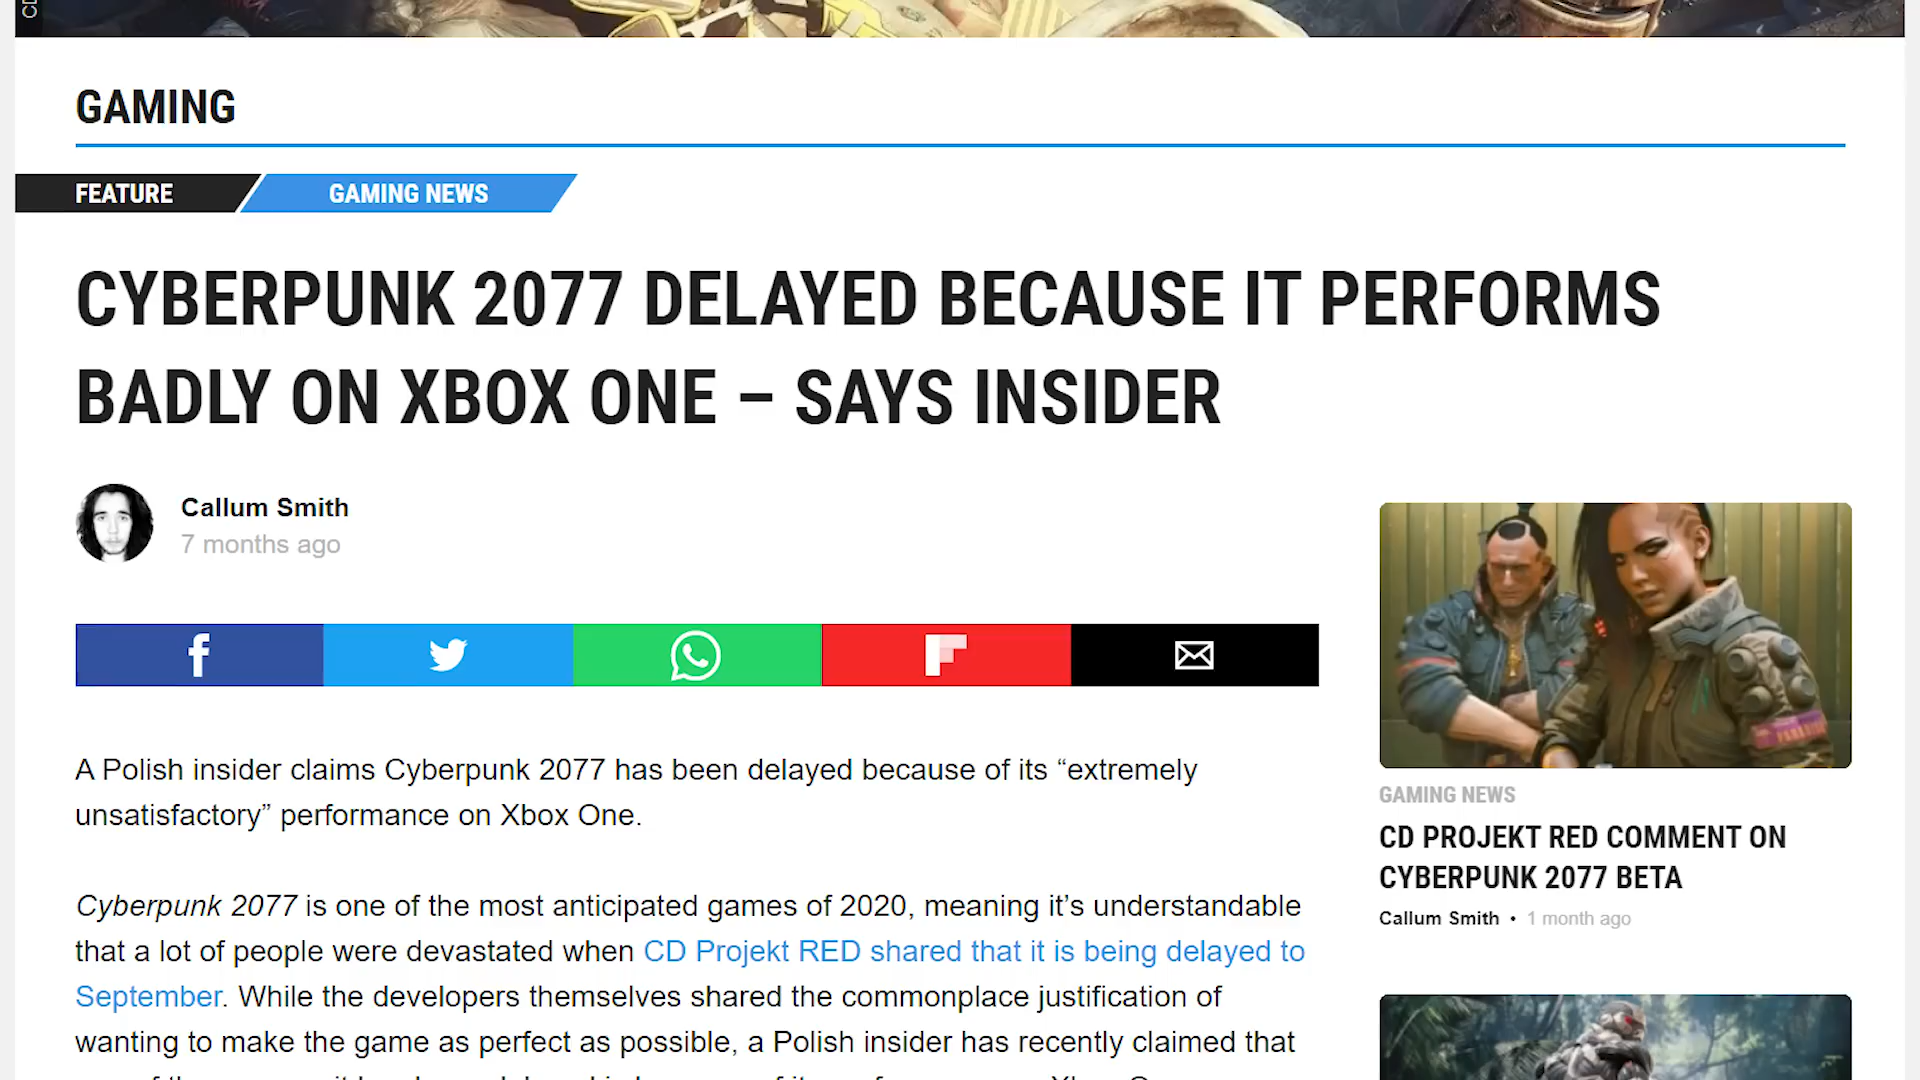 CD
GAMING
FEATURE
GAMING NEWS
CYBERPUNK 2077 DELAYED BECAUSE IT PERFORMS
BADLY ON XBOX ONE – SAYS INSIDER
Callum Smith
7 months ago
A Polish insider claims Cyberpunk 2077 has been delayed because of its “extremely
unsatisfactory” performance on Xbox One.
Cyberpunk 2077 is one of the most anticipated games of 2020, meaning it’s understandable
that a lot of people were devastated when CD Projekt RED shared that it is being delayed to
September. While the developers themselves shared the commonplace justification of
wanting to make the game as perfect as possible, a Polish insider has recently claimed that
GAMING NEWS
CD PROJEKT RED COMMENT ON
CYBERPUNK 2077 BETA
Callum Smith • 1 month ago